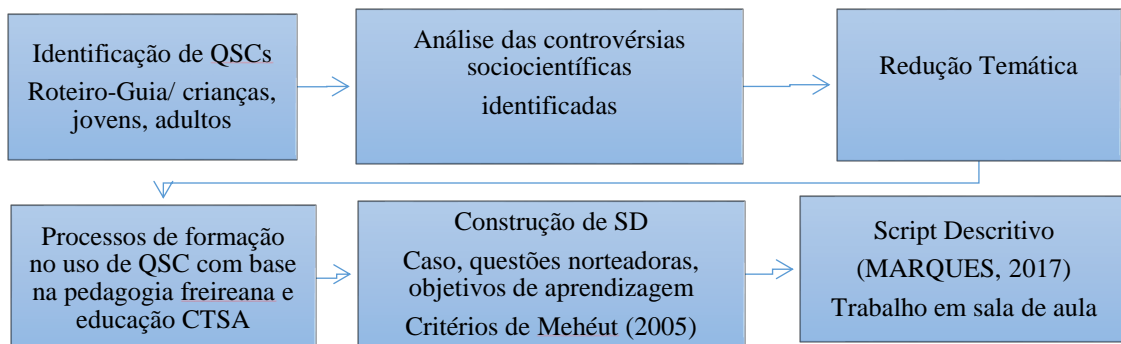 Identificação de QSCs
Roteiro-Guia/ crianças,
jovens, adultos
Análise das controvérsias
sociocientíficas
identificadas
Redução Temática
Processos de formação
no uso de QSC com base
na pedagogia freireana e
educação CTSA
Construção de SD
Caso, questões norteadoras,
objetivos de aprendizagem
Critérios de Mehéut (2005)
Script Descritivo
(MARQUES, 2017)
Trabalho em sala de aula